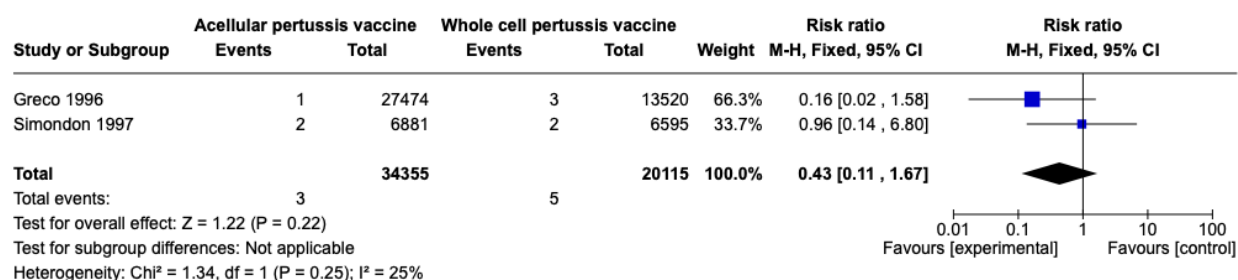 Acellular pertussis vaccine Whole cell pertussis vaccine Risk ratio Risk ratio
Study or Subgroup Events Total Events Total Weight M-H, Fixed, 95% CI M-H, Fixed, 95% CI
Greco 1996 1 27474 3 13520 66.3% 0.16 [0.02 , 1.58]
Simondon 1997 2 6881 2 6595 33.7% 0.96 [0.14 , 6.80]
Total 34355 20115 100.0% 0.43 [0.11 , 1.67]
Total events: 3 5
Test for overall effect: Z = 1.22 (P = 0.22) 0.01 0.1 1 10 100
Test for subgroup differences: Not applicable Favours [experimental] Favours [control]
Heterogeneity: Chi² = 1.34, df = 1 (P = 0.25); I² = 25%